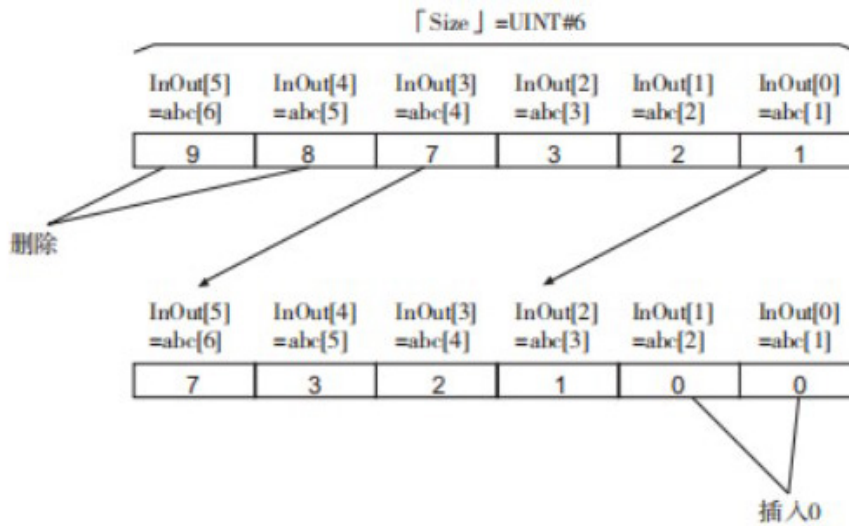 「Size」=UINT#6
InOut[5] InOut[4] InOut[3] InOut[2] InOut[1] InOut[0]
=abc[6] =abc[5] =abc[4] =abc[3] =abc[2] =abc[1]
9 8 7 3 2 1
删除
InOut[5] InOut[4] InOut[3] InOut[2] InOut[1] InOut[0]
=abc[6] =abc[5] =abc[4] =abc[3] =abc[2] =abc[1]
7 3 2 1 0 0
插入0